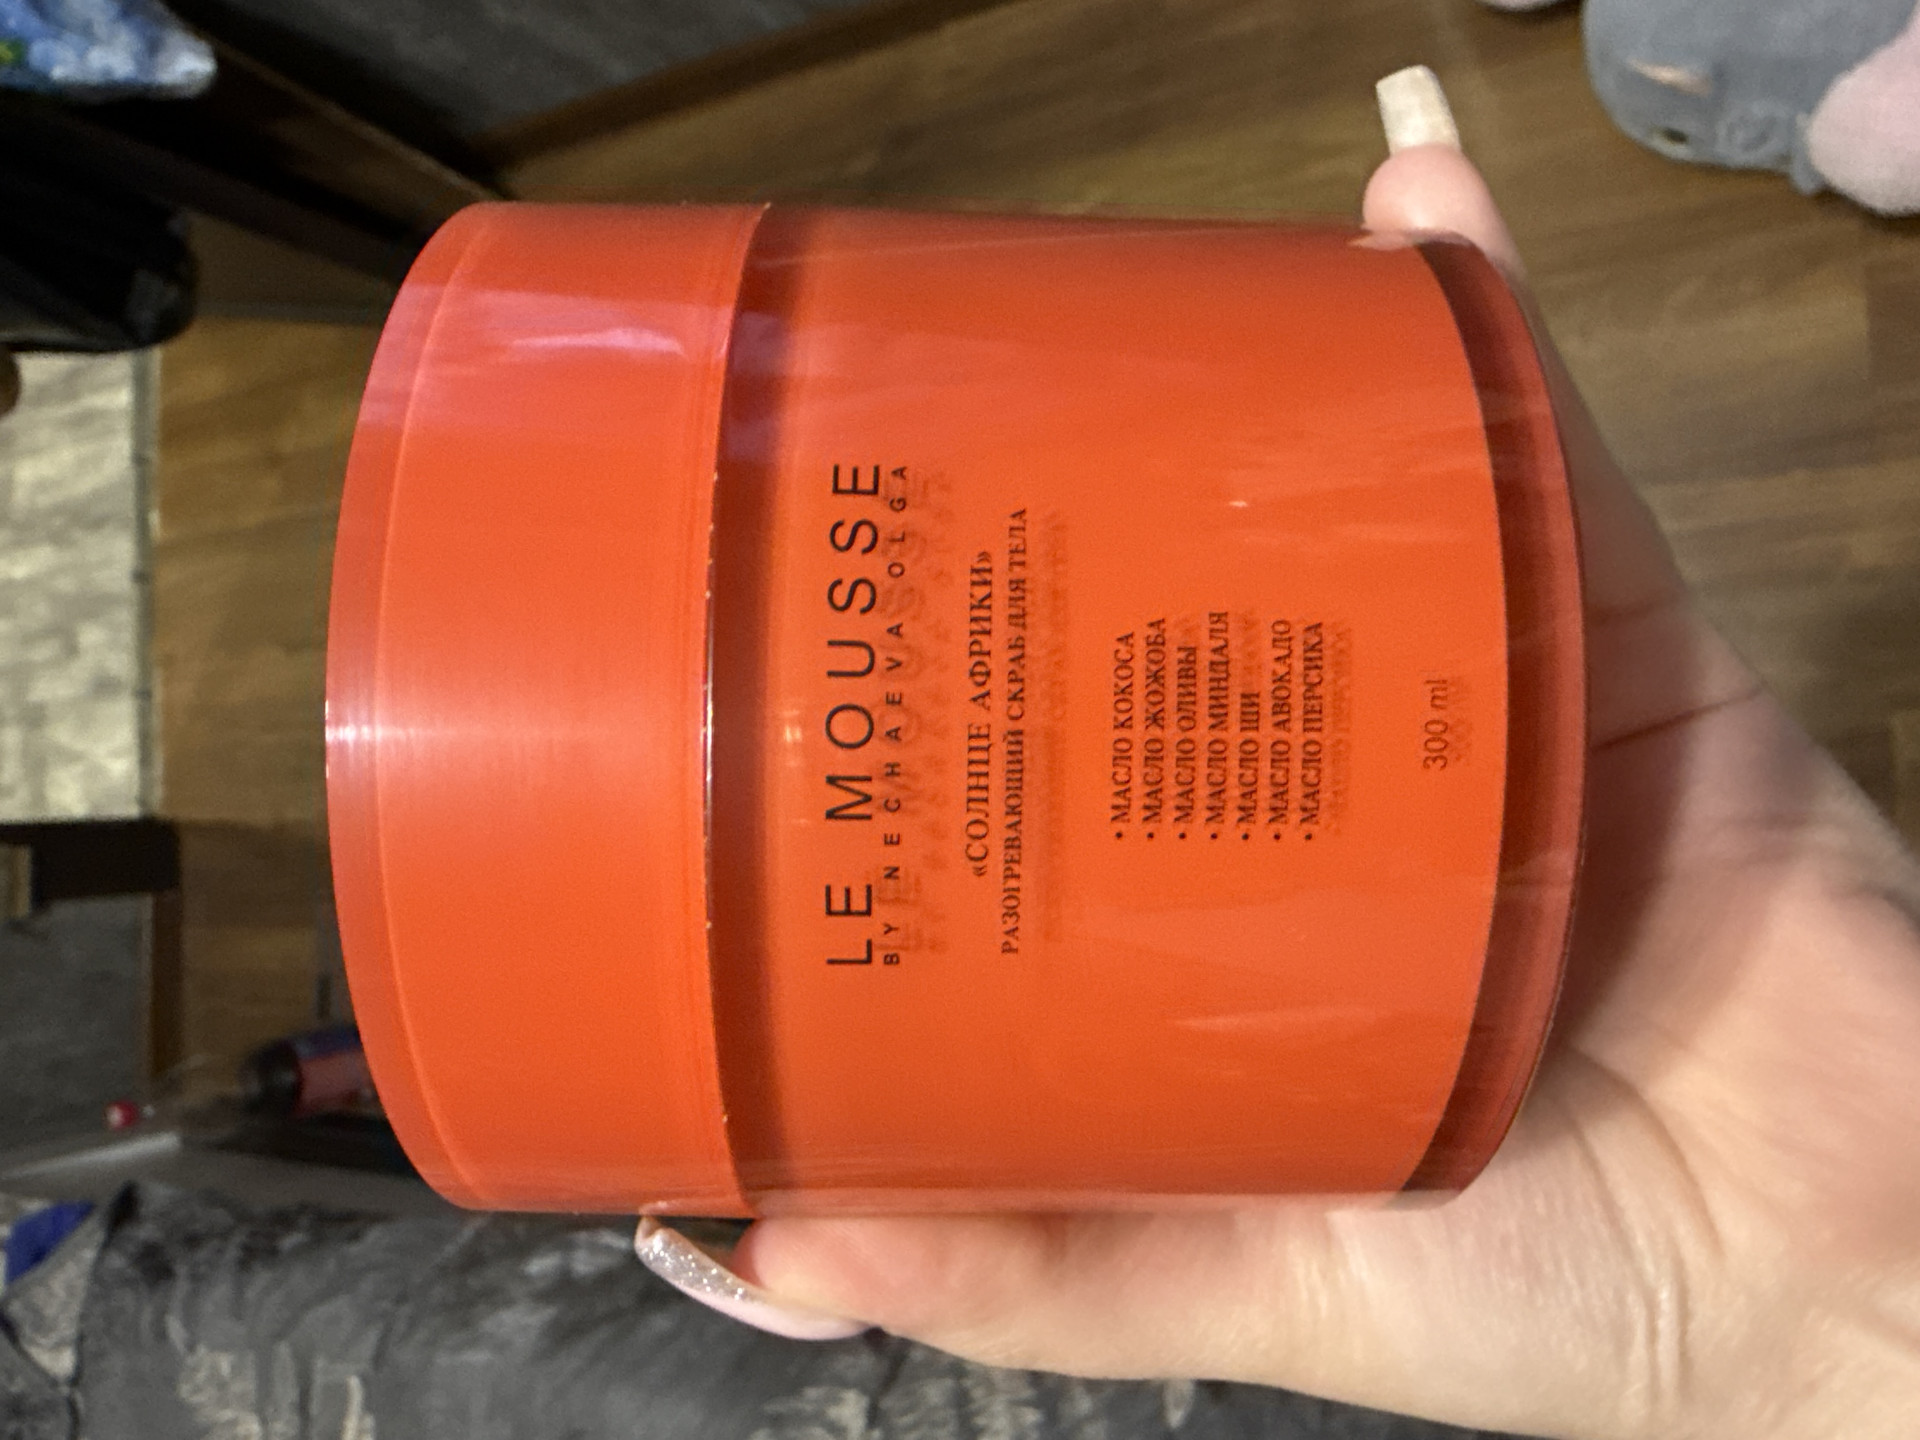 LE MOUSSE
BY NECHAEVA OLGA
«СОЛНЦЕ АФРИКИ»
РАЗОГРЕВАЮЩИЙ СКРАБ ДЛЯ ТЕЛА
• МАСЛО КОКОСА
• МАСЛО ЖОЖОБА
• МАСЛО ОЛИВЫ
• МАСЛО МИНДАЛЯ
• МАСЛО ШИ
• МАСЛО АВОКАДО
• МАСЛО ПЕРСИКА
300 ml